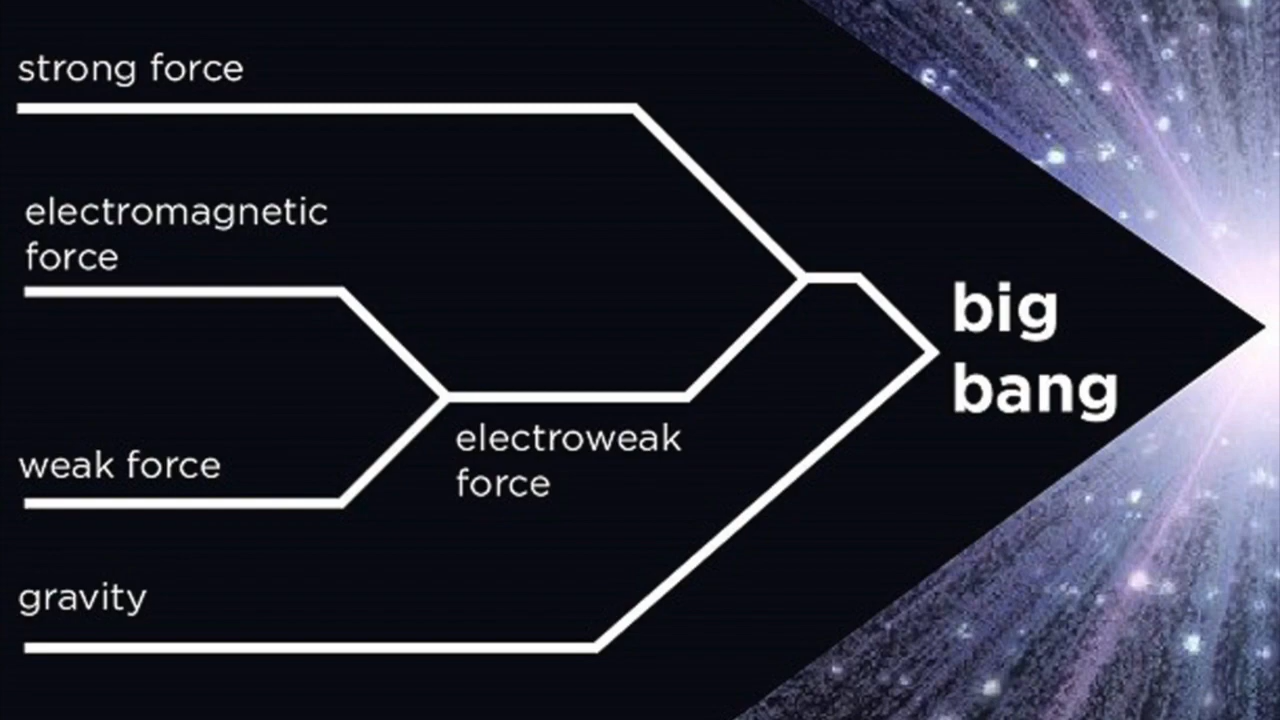 strong force
electromagnetic
force
big
bang
electroweak
force
weak force
gravity